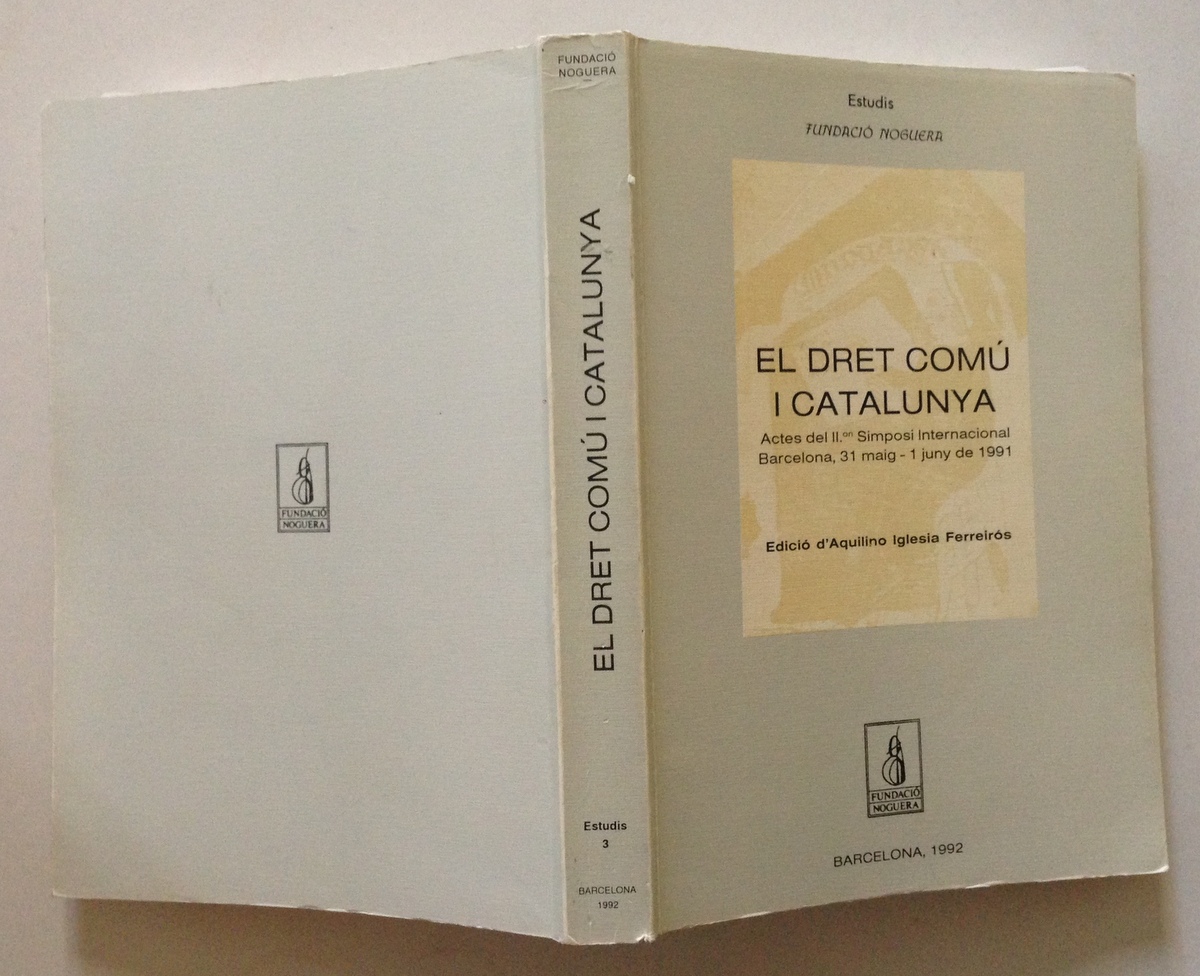 FUNDACIÓ
NOGUERA
FUNDACIÓ
NOGUERA
EL DRET COMÚ I CATALUNYA
Estudis
3
BARCELONA
1992
Estudis
FUNDACIÓ NOGUERA
EL DRET COMÚ
I CATALUNYA
Actes del II.on Simposi Internacional
Barcelona, 31 maig - 1 juny de 1991
Edició d'Aquilino Iglesia Ferreirós
FUNDACIÓ
NOGUERA
BARCELONA, 1992